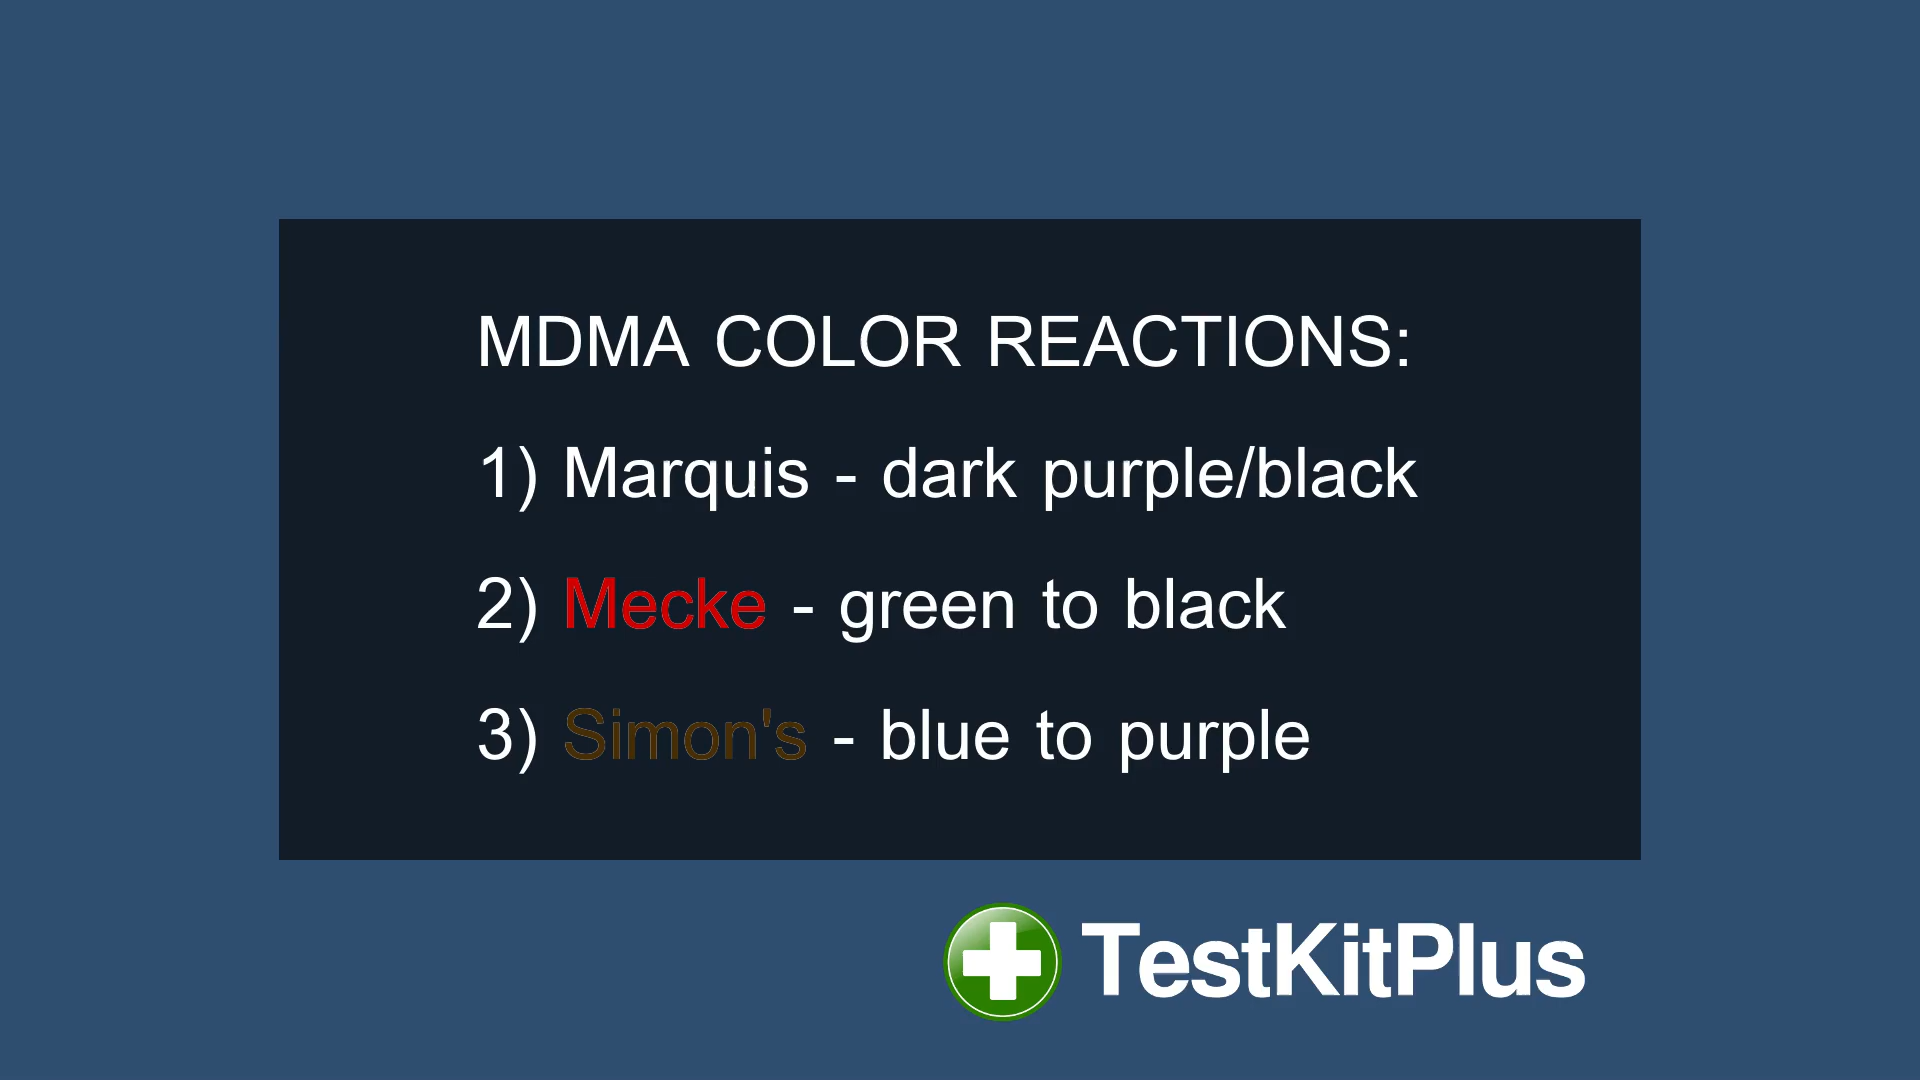 MDMA COLOR REACTIONS:
1) Marquis - dark purple/black
2) Mecke - green to black
3) Simon's - blue to purple
TestKitPlus